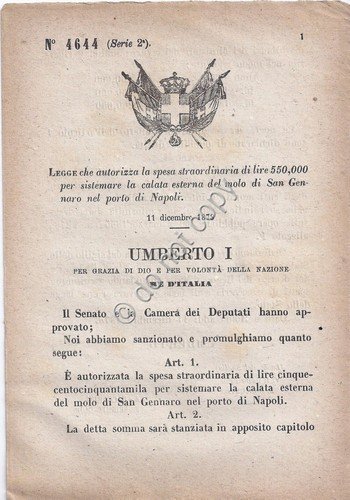 N° 4644 (Serie 2ª).
1
LEGGE che autorizza la spesa straordinaria di lire 550,000
per sistemare la calata esterna del molo di San Gen-
naro nel porto di Napoli.
11 dicembre 1878
UMBERTO I
PER GRAZIA DI DIO E PER VOLONTÀ DELLA NAZIONE
RE D'ITALIA
Il Senato e la Camera dei Deputati hanno ap-
provato;
Noi abbiamo sanzionato e promulghiamo quanto
segue:
Art. 1.
È autorizzata la spesa straordinaria di lire cinque-
centocinquantamila per sistemare la calata esterna
del molo di San Gennaro nel porto di Napoli.
Art. 2.
La detta somma sarà stanziata in apposito capitolo
do not copy